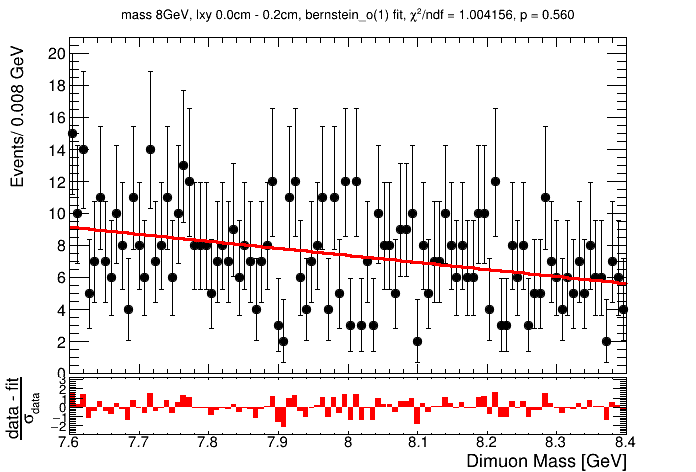 mass 8GeV, lxy 0.0cm - 0.2cm, bernstein_o(1) fit, χ²/ndf = 1.004156, p = 0.560
Events/ 0.008 GeV
20
18
16
14
12
10
8
6
4
2
0
data - fit
σdata
3
2
1
0
−1
−2
7.6 7.7 7.8 7.9 8 8.1 8.2 8.3 8.4
Dimuon Mass [GeV]